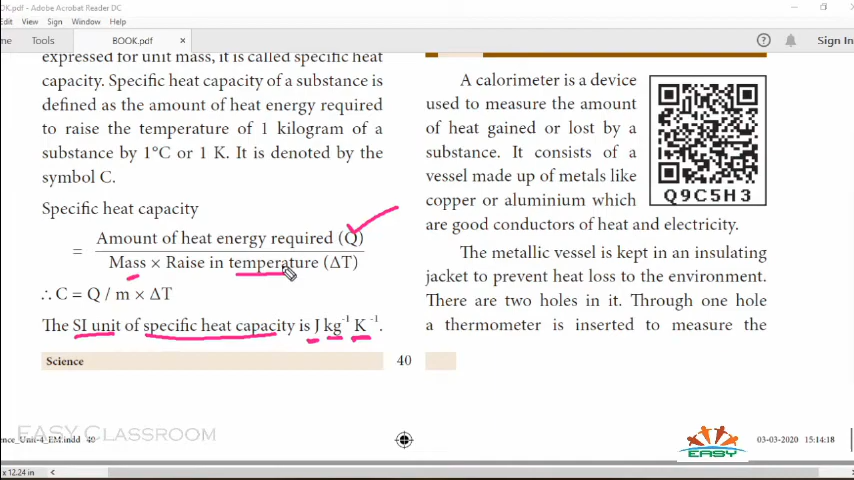 OK.pdf - Adobe Acrobat Reader DC
Edit View Sign Window Help
me Tools BOOK.pdf × ? Sign In
expressed for unit mass, it is called specific heat
capacity. Specific heat capacity of a substance is
defined as the amount of heat energy required
to raise the temperature of 1 kilogram of a
substance by 1°C or 1 K. It is denoted by the
symbol C.
Specific heat capacity
= Amount of heat energy required (Q)
Mass × Raise in temperature (ΔT)
∴ C = Q / m × ΔT
The SI unit of specific heat capacity is J kg⁻¹ K⁻¹.
Science
40
A calorimeter is a device
used to measure the amount
of heat gained or lost by a
substance. It consists of a
vessel made up of metals like
copper or aluminium which
are good conductors of heat and electricity.
Q9C5H3
The metallic vessel is kept in an insulating
jacket to prevent heat loss to the environment.
There are two holes in it. Through one hole
a thermometer is inserted to measure the
EASY CLASSROOM
ence_Unit-4_EM.indd 40
EASY
03-03-2020 15:14:18
x 12.24 in